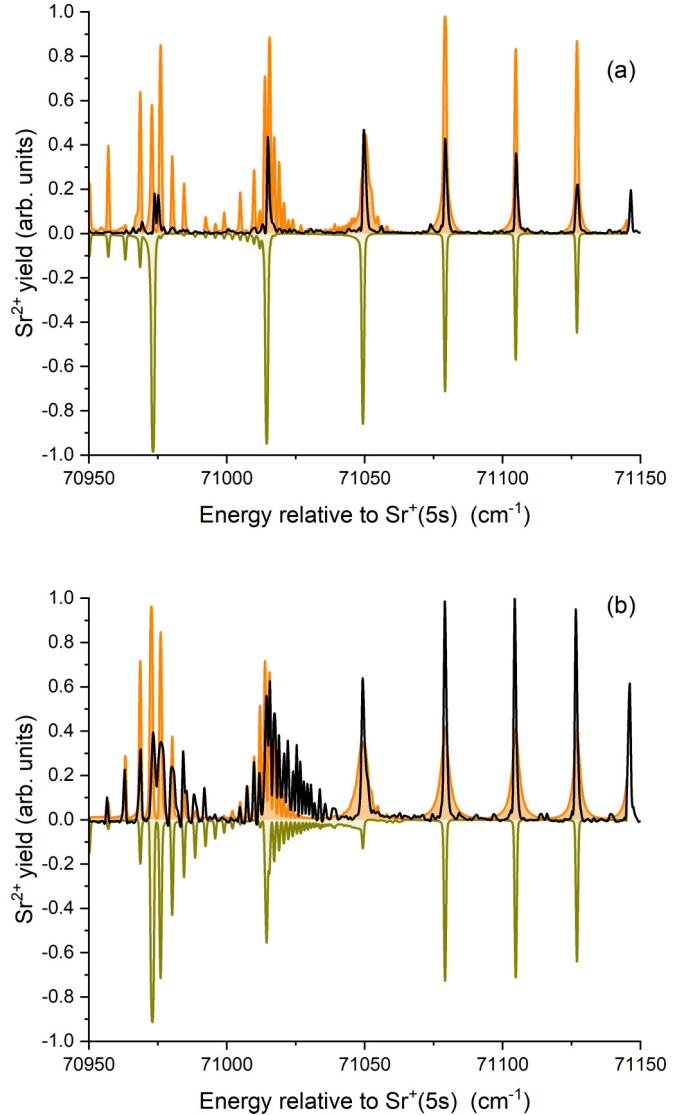 (a)
1.0
0.8
0.6
0.4
0.2
0.0
-0.2
-0.4
-0.6
-0.8
-1.0
Sr²⁺ yield (arb. units)
70950 71000 71050 71100 71150
Energy relative to Sr⁺(5s) (cm⁻¹)
(b)
1.0
0.8
0.6
0.4
0.2
0.0
-0.2
-0.4
-0.6
-0.8
-1.0
Sr²⁺ yield (arb. units)
70950 71000 71050 71100 71150
Energy relative to Sr⁺(5s) (cm⁻¹)